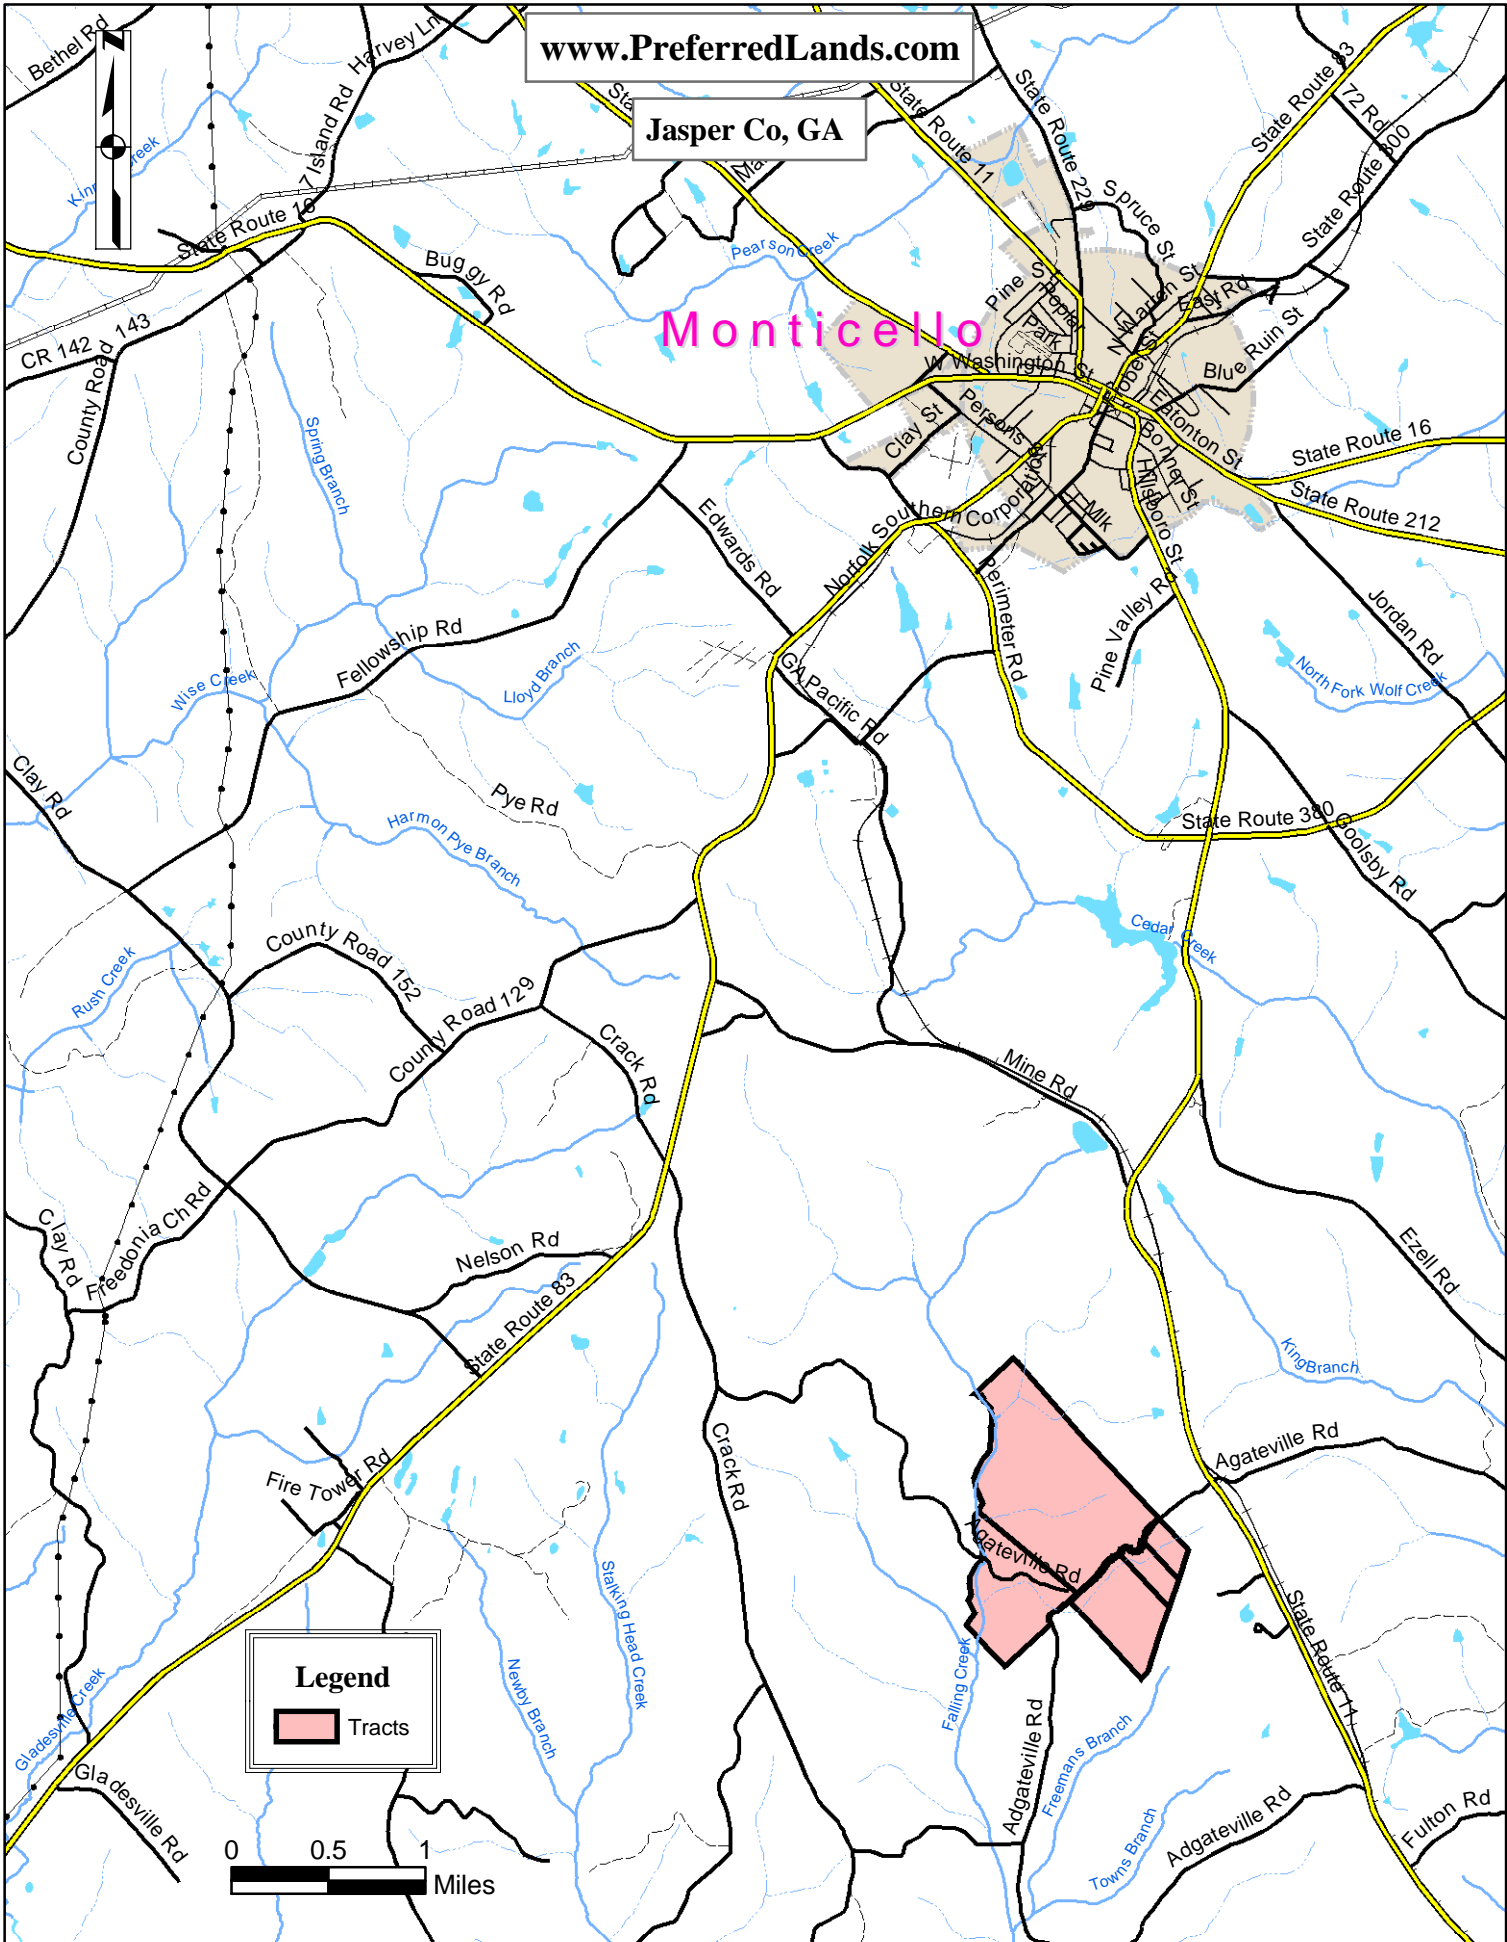 www.PreferredLands.com
Jasper Co, GA
Bethel Rd
Harvey Ln
7 Island Rd
State Route 16
State Route 11
State Route 229
State Route 83
72 Rd
State Route 300
Spruce St
Pearson Creek
Buggy Rd
CR 142
143
County Road
Monticello
Pine St
Poplar
Park
N Warren St
East Rd
Blue Ruin St
W Washington St
Persons St
Clay St
Eatonton St
Bonner St
Hillsboro St
Mlk
State Route 16
State Route 212
Spring Branch
Edwards Rd
Norfolk Southern Corporation
Perimeter Rd
Pine Valley Rd
Jordan Rd
North Fork Wolf Creek
Fellowship Rd
Wise Creek
Lloyd Branch
GA Pacific Rd
Clay Rd
Pye Rd
Harmon Pye Branch
State Route 380
Goolsby Rd
Cedar Creek
County Road 152
Rush Creek
County Road 129
Crack Rd
Mine Rd
Clay Rd
Freedonia Ch Rd
Nelson Rd
State Route 83
Ezell Rd
King Branch
Agateville Rd
Crack Rd
Fire Tower Rd
Agateville Rd
Stalking Head Creek
State Route 11
Falling Creek
Newby Branch
Gladesville Creek
Legend
Tracts
Adgateville Rd
Freemans Branch
Gladesville Rd
Towns Branch
Adgateville Rd
Fulton Rd
0 0.5 1
Miles